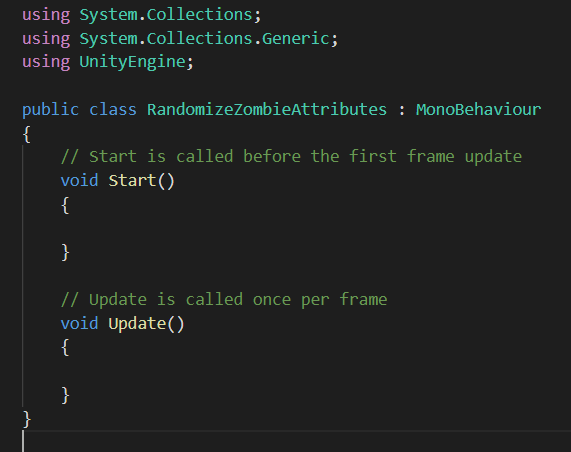 using System.Collections;
using System.Collections.Generic;
using UnityEngine;
public class RandomizeZombieAttributes : MonoBehaviour
{
// Start is called before the first frame update
void Start()
{
}
// Update is called once per frame
void Update()
{
}
}